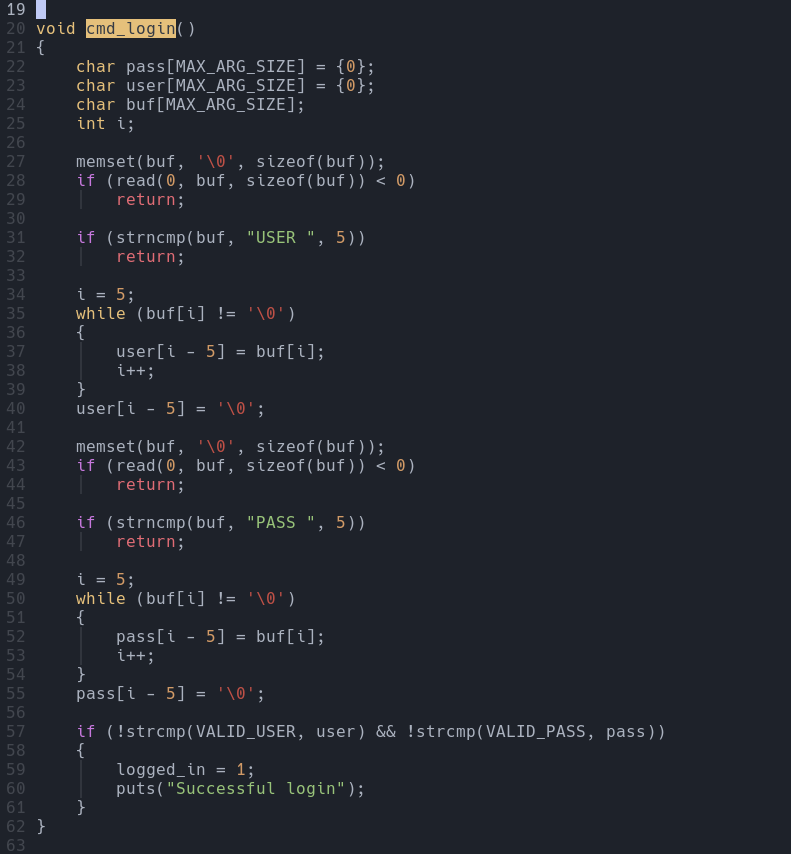 19
20 void cmd_login()
21 {
22     char pass[MAX_ARG_SIZE] = {0};
23     char user[MAX_ARG_SIZE] = {0};
24     char buf[MAX_ARG_SIZE];
25     int i;
26
27     memset(buf, '\0', sizeof(buf));
28     if (read(0, buf, sizeof(buf)) < 0)
29         return;
30
31     if (strncmp(buf, "USER ", 5))
32         return;
33
34     i = 5;
35     while (buf[i] != '\0')
36     {
37         user[i - 5] = buf[i];
38         i++;
39     }
40     user[i - 5] = '\0';
41
42     memset(buf, '\0', sizeof(buf));
43     if (read(0, buf, sizeof(buf)) < 0)
44         return;
45
46     if (strncmp(buf, "PASS ", 5))
47         return;
48
49     i = 5;
50     while (buf[i] != '\0')
51     {
52         pass[i - 5] = buf[i];
53         i++;
54     }
55     pass[i - 5] = '\0';
56
57     if (!strcmp(VALID_USER, user) && !strcmp(VALID_PASS, pass))
58     {
59         logged_in = 1;
60         puts("Successful login");
61     }
62 }
63